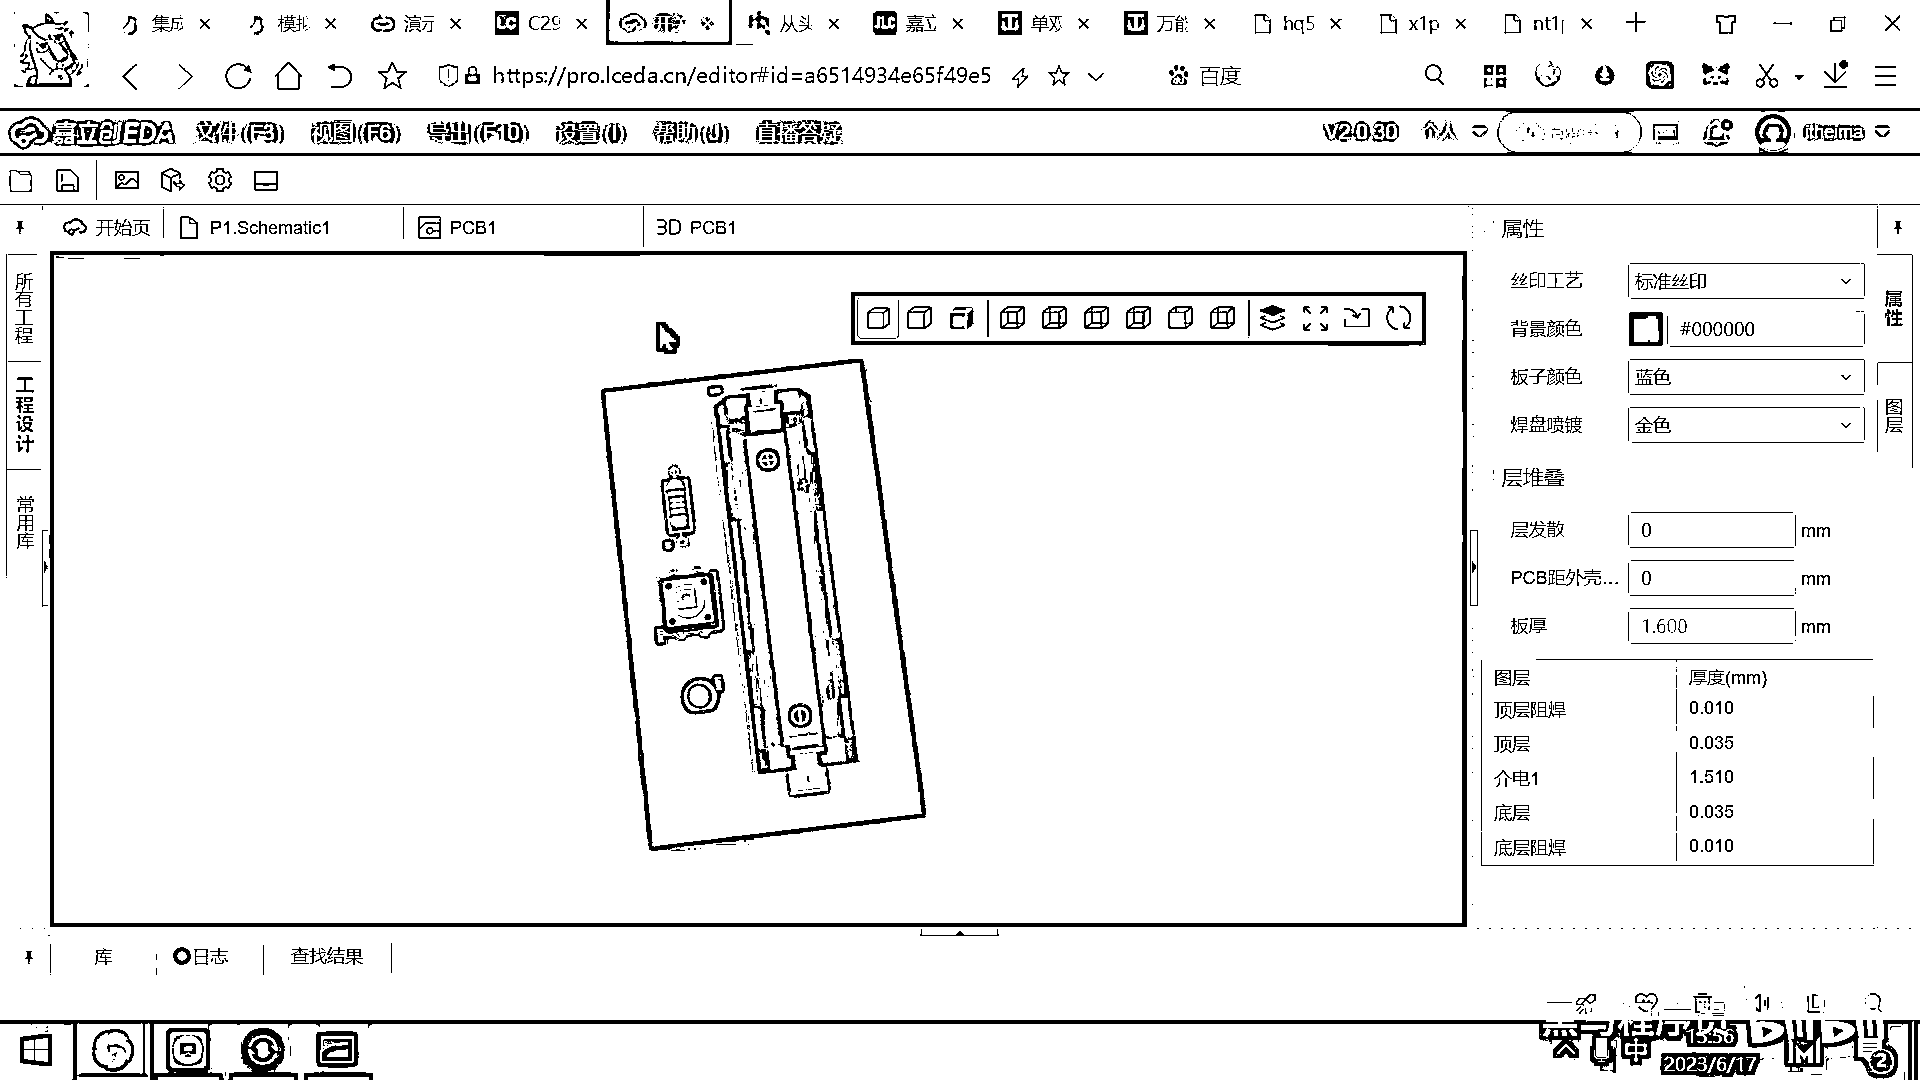 集成 模拟 演示 C29 从头 嘉立 单双 万能 hq5 x1p nt1
https://pro.lceda.cn/editor#id=a6514934e65f49e5 百度
嘉立创EDA 文件(F3) 视图(F6) 导出(F10) 设置(I) 帮助(J) 直播答疑 V2.0.30 个人 itheima
开始页 P1.Schematic1 PCB1 3D PCB1
所有工程
工程设计
常用库
属性
丝印工艺 标准丝印
背景颜色 #000000
板子颜色 蓝色
焊盘喷镀 金色
层堆叠
层发散 0 mm
PCB距外壳... 0 mm
板厚 1.600 mm
图层 厚度(mm)
顶层阻焊 0.010
顶层 0.035
介电1 1.510
底层 0.035
底层阻焊 0.010
属性
图层
库 日志 查找结果
中 15:56
2023/6/17 2